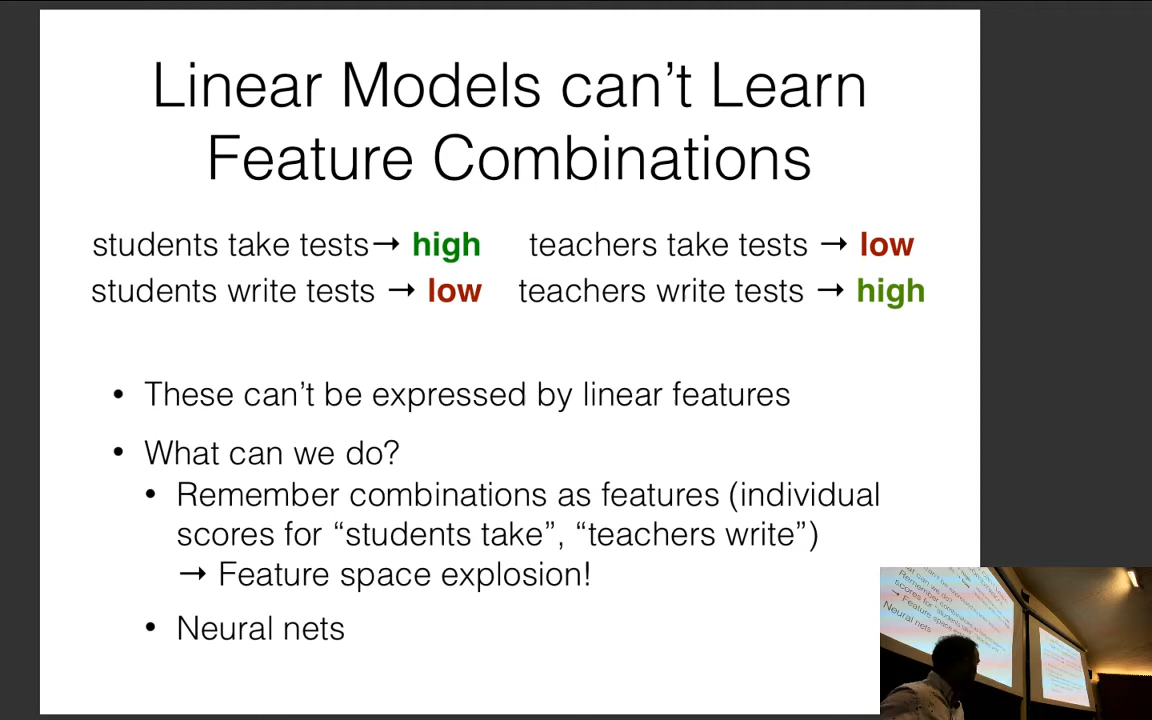 Linear Models can't Learn
Feature Combinations
students take tests→ high teachers take tests → low
students write tests → low teachers write tests → high
• These can't be expressed by linear features
• What can we do?
• Remember combinations as features (individual
scores for “students take”, “teachers write”)
→ Feature space explosion!
• Neural nets